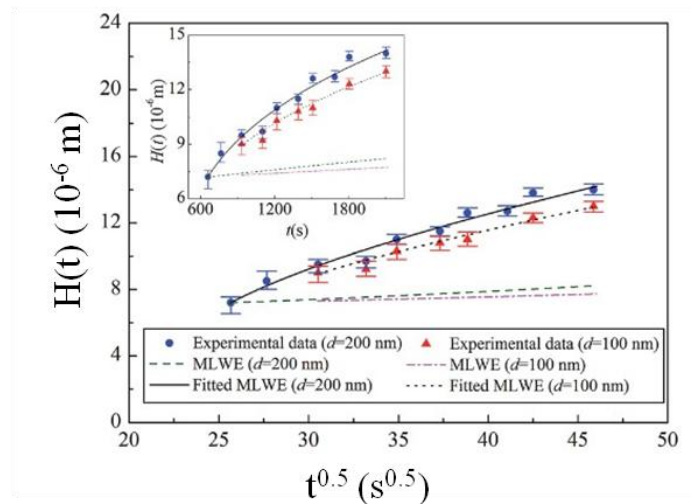 24
20
16
12
8
4
0
H(t) (10⁻⁶ m)
15
12
9
6
H(t) (10⁻⁶ m)
600 1200 1800
t(s)
Experimental data (d=200 nm) Experimental data (d=100 nm)
MLWE (d=200 nm) MLWE (d=100 nm)
Fitted MLWE (d=200 nm) Fitted MLWE (d=100 nm)
20 25 30 35 40 45 50
t⁰·⁵ (s⁰·⁵)